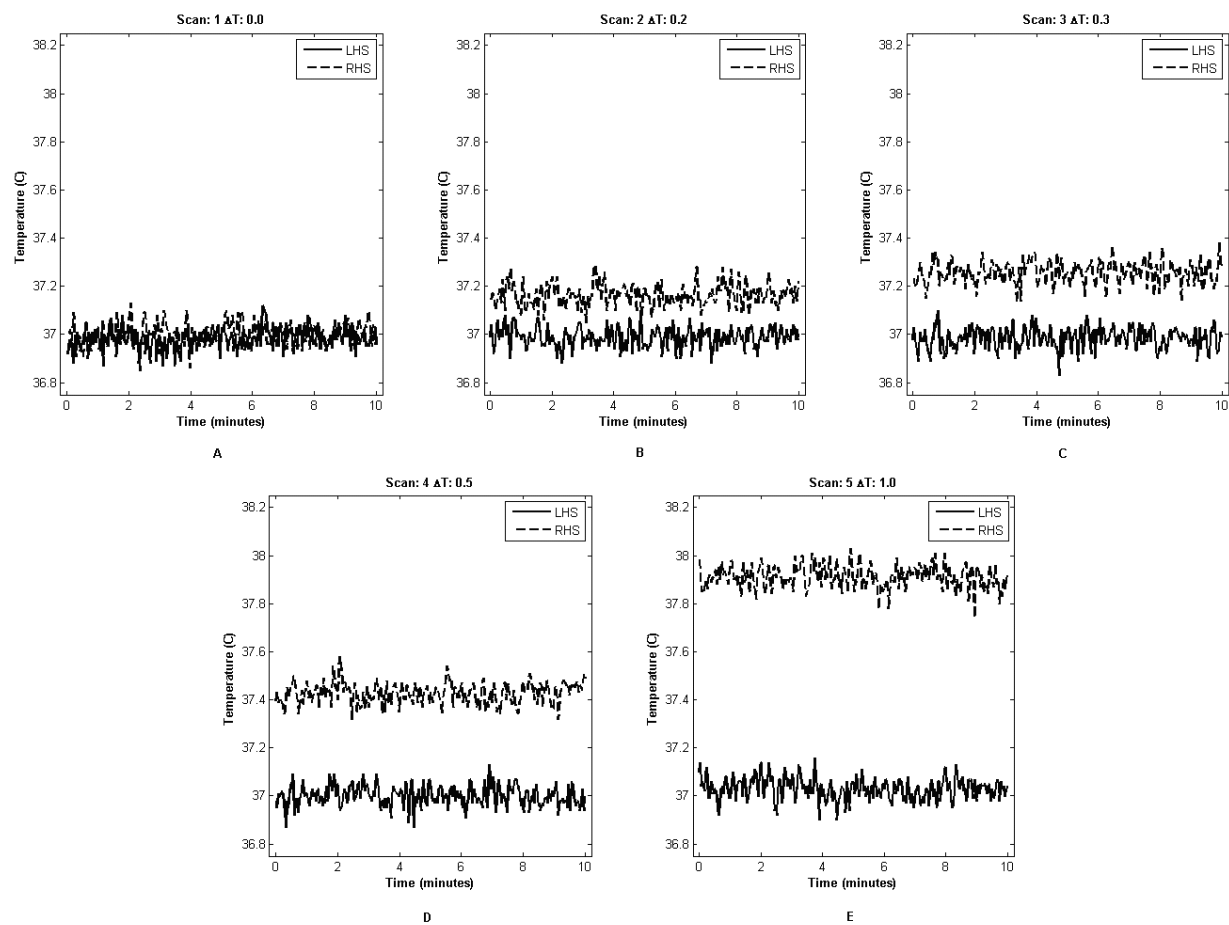 Scan: 1 ΔT: 0.0
LHS
RHS
38.2
38
37.8
37.6
37.4
37.2
37
36.8
Temperature (C)
0 2 4 6 8 10
Time (minutes)
A
Scan: 2 ΔT: 0.2
LHS
RHS
38.2
38
37.8
37.6
37.4
37.2
37
36.8
Temperature (C)
0 2 4 6 8 10
Time (minutes)
B
Scan: 3 ΔT: 0.3
LHS
RHS
38.2
38
37.8
37.6
37.4
37.2
37
36.8
Temperature (C)
0 2 4 6 8 10
Time (minutes)
C
Scan: 4 ΔT: 0.5
LHS
RHS
38.2
38
37.8
37.6
37.4
37.2
37
36.8
Temperature (C)
0 2 4 6 8 10
Time (minutes)
D
Scan: 5 ΔT: 1.0
LHS
RHS
38.2
38
37.8
37.6
37.4
37.2
37
36.8
Temperature (C)
0 2 4 6 8 10
Time (minutes)
E